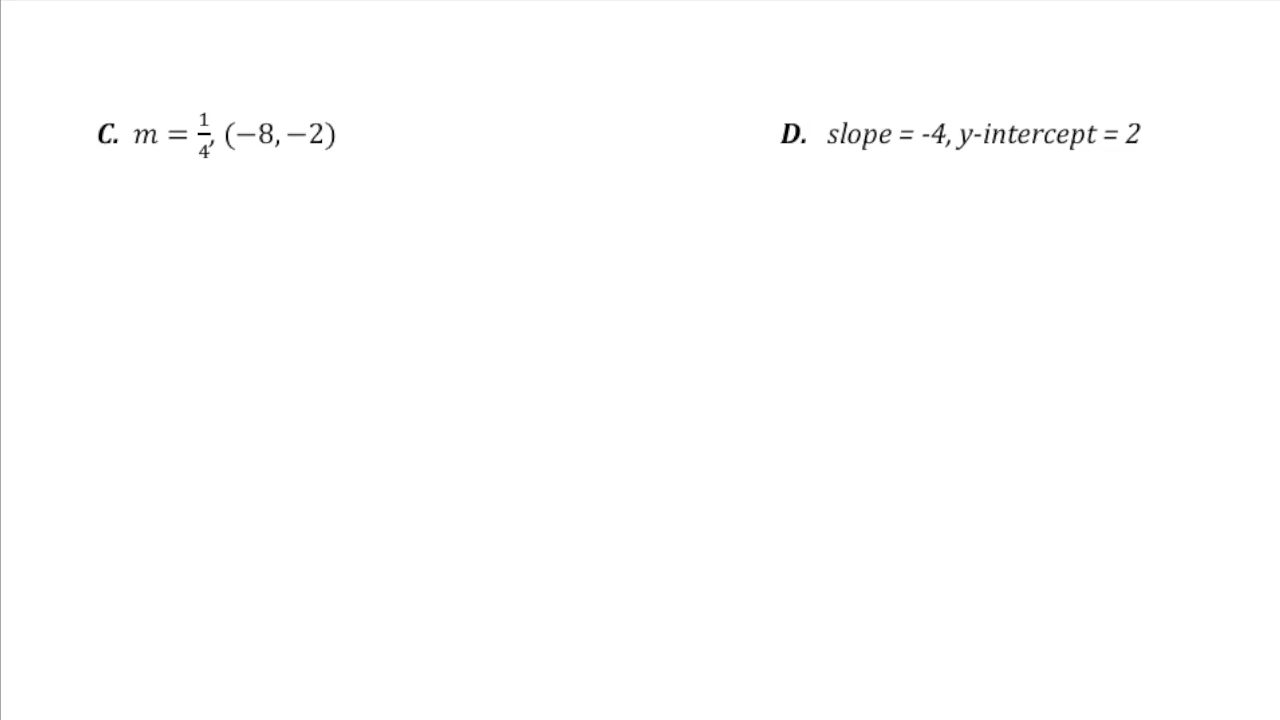 C. m = 1/4, (−8, −2)
D. slope = -4, y-intercept = 2